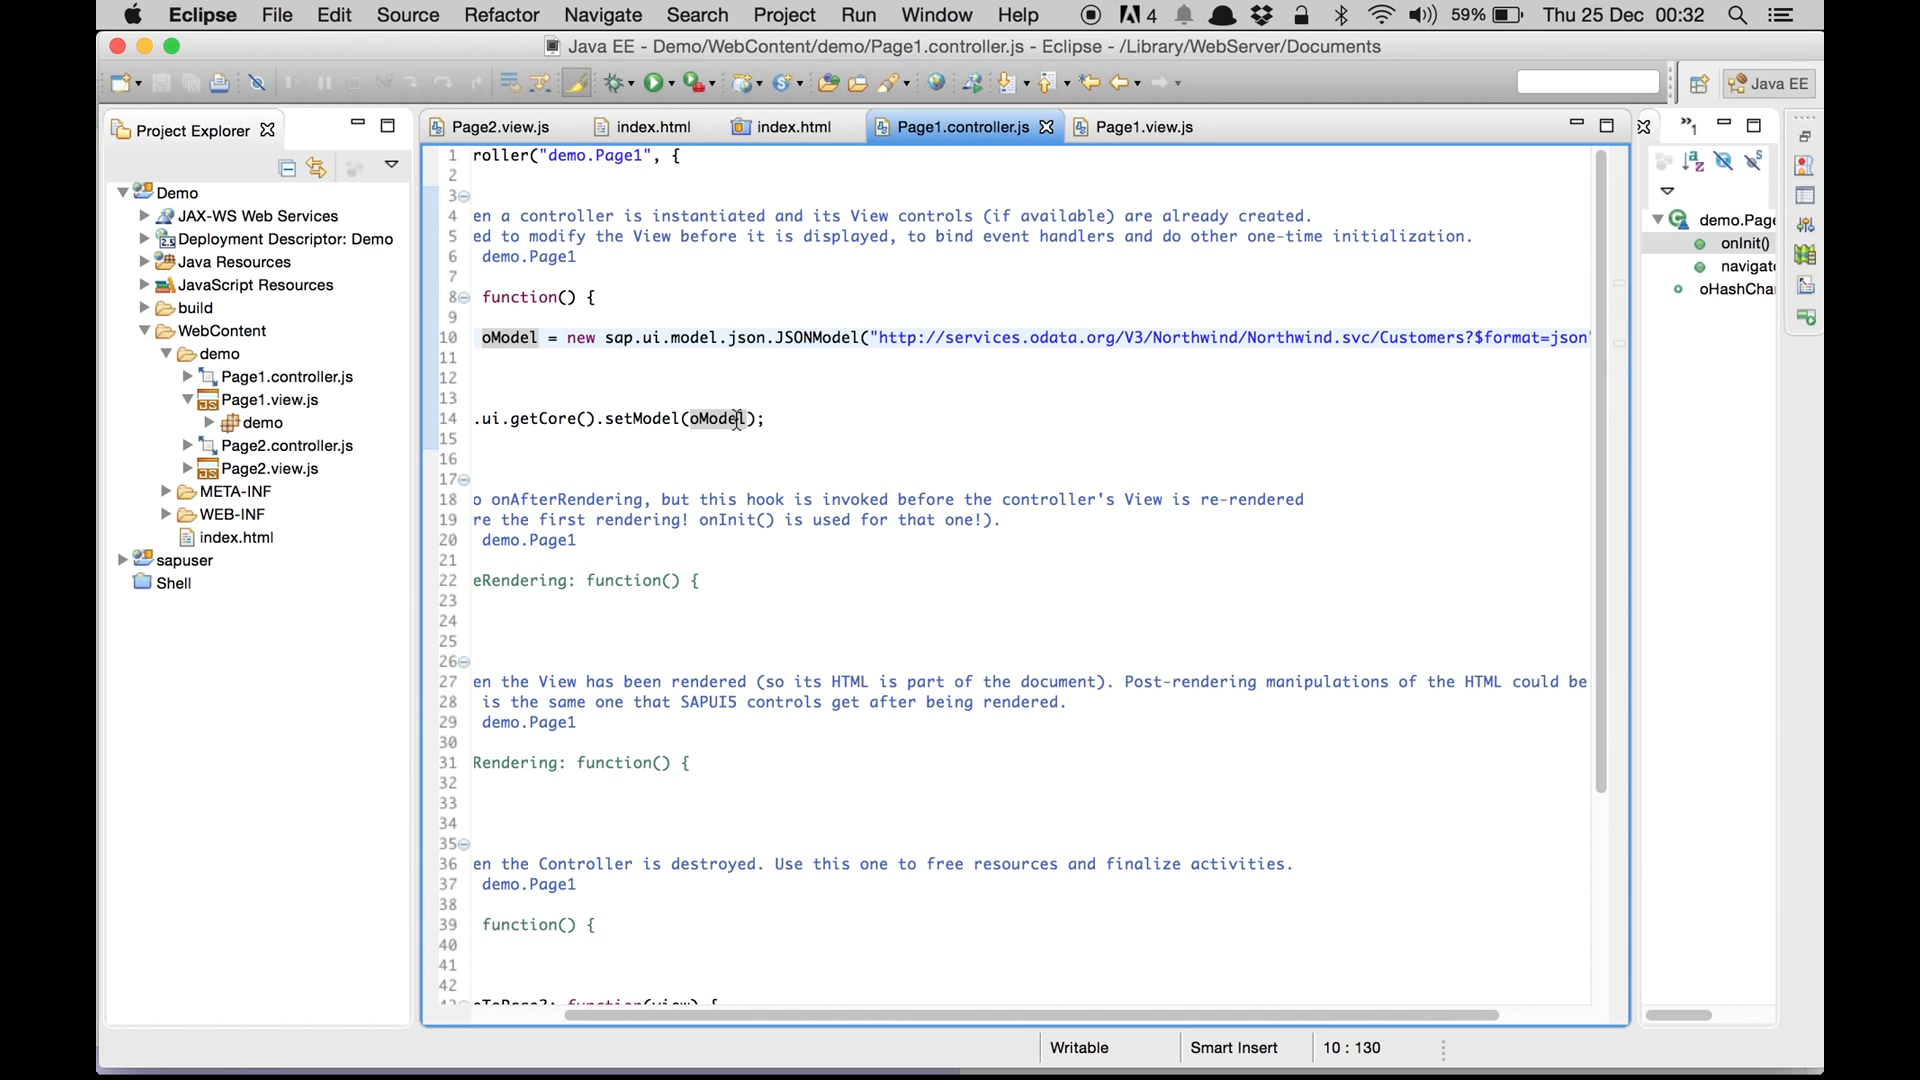 Eclipse File Edit Source Refactor Navigate Search Project Run Window Help 4 59% Thu 25 Dec 00:32
Java EE - Demo/WebContent/demo/Page1.controller.js - Eclipse - /Library/WebServer/Documents
Java EE
Project Explorer
Demo
JAX-WS Web Services
2.5 Deployment Descriptor: Demo
Java Resources
JavaScript Resources
build
WebContent
demo
Page1.controller.js
Page1.view.js
demo
Page2.controller.js
Page2.view.js
META-INF
WEB-INF
index.html
sapuser
Shell
Page2.view.js index.html index.html Page1.controller.js Page1.view.js
1 roller("demo.Page1", {
2
3
4 en a controller is instantiated and its View controls (if available) are already created.
5 ed to modify the View before it is displayed, to bind event handlers and do other one-time initialization.
6 demo.Page1
7
8 function() {
9
10 oModel = new sap.ui.model.json.JSONModel("http://services.odata.org/V3/Northwind/Northwind.svc/Customers?$format=json"
11
12
13
14 .ui.getCore().setModel(oModel);
15
16
17
18 o onAfterRendering, but this hook is invoked before the controller's View is re-rendered
19 re the first rendering! onInit() is used for that one!).
20 demo.Page1
21
22 eRendering: function() {
23
24
25
26
27 en the View has been rendered (so its HTML is part of the document). Post-rendering manipulations of the HTML could be
28 is the same one that SAPUI5 controls get after being rendered.
29 demo.Page1
30
31 Rendering: function() {
32
33
34
35
36 en the Controller is destroyed. Use this one to free resources and finalize activities.
37 demo.Page1
38
39 function() {
40
41
42
function(view) {
1
demo.Page
onInit()
navigate
oHashCha
Writable Smart Insert 10 : 130